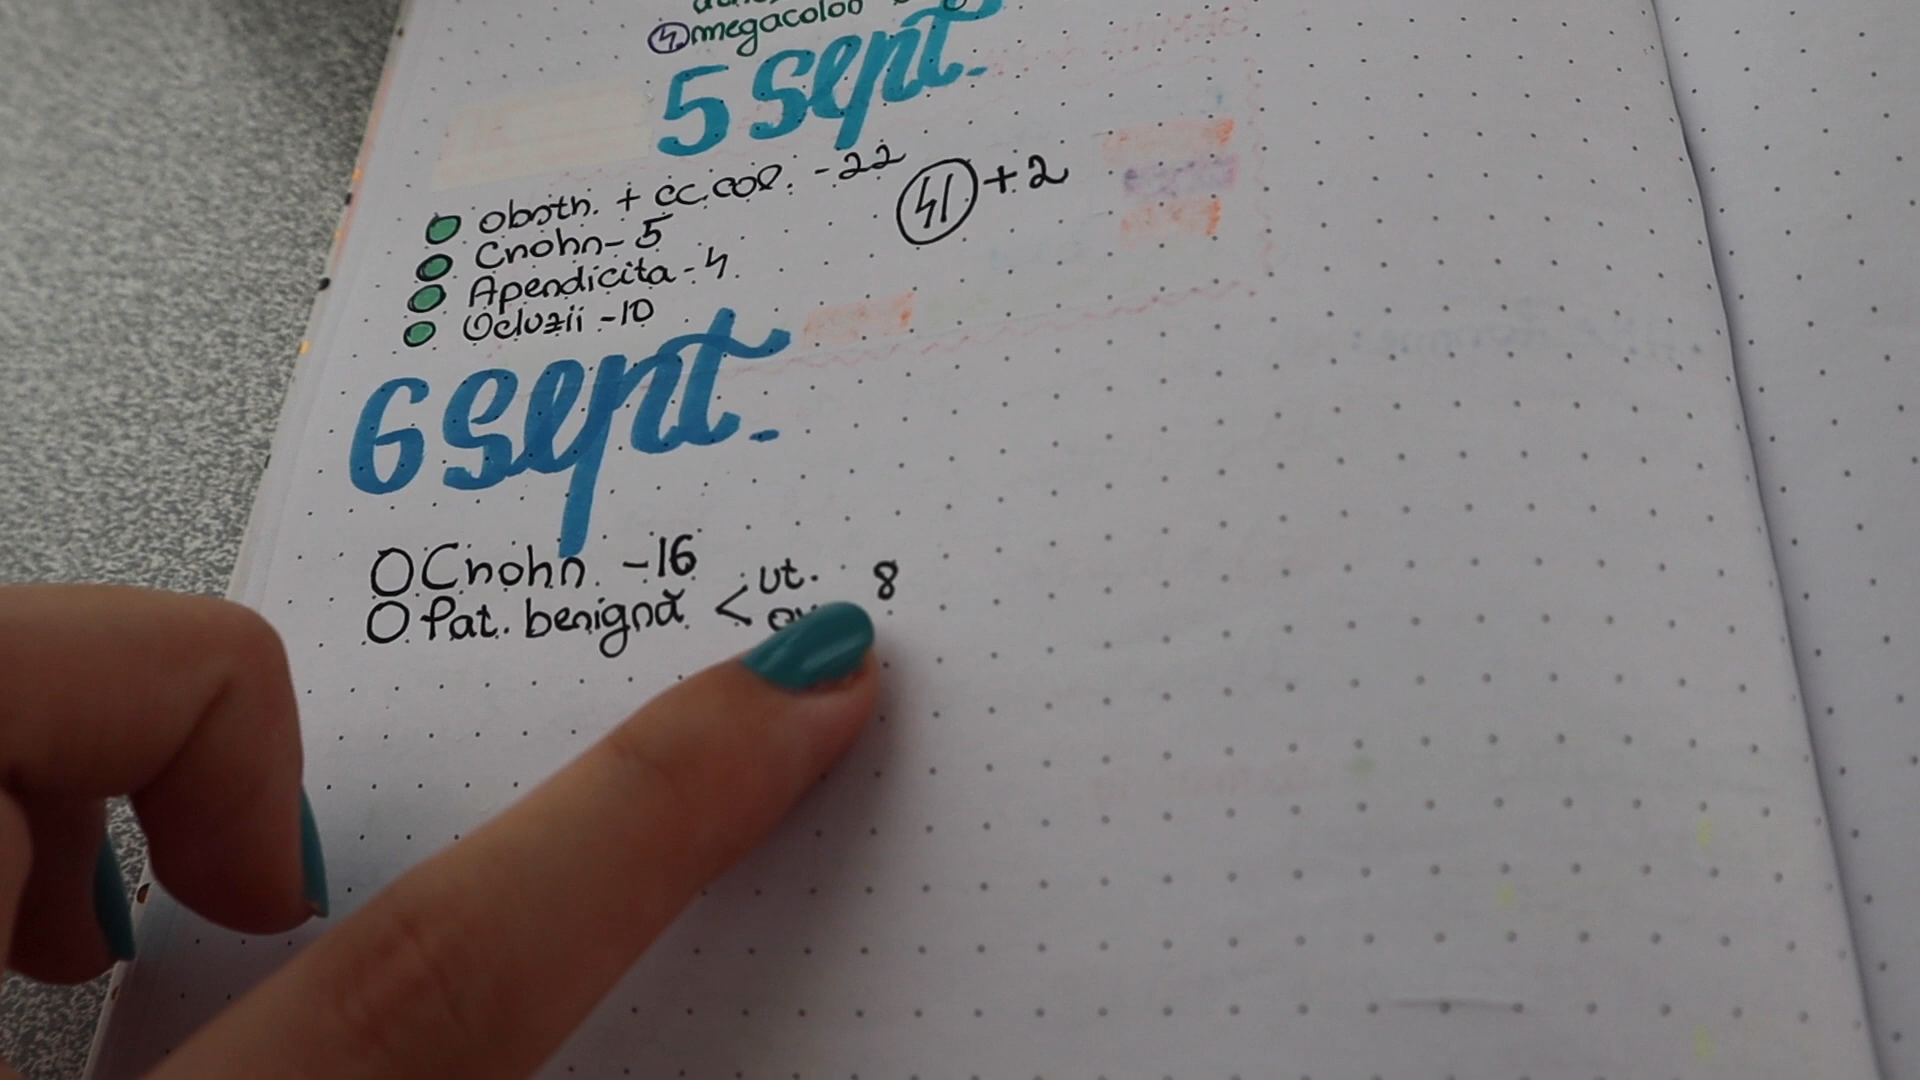 4 megacolon
5 Sept.
obstr. + cc. col. - 22
41 + 2
Crohn - 5
Apendicita - 4
Ocluzii - 10
6 Sept.
Crohn - 16
Pat. benignă < ut. 8